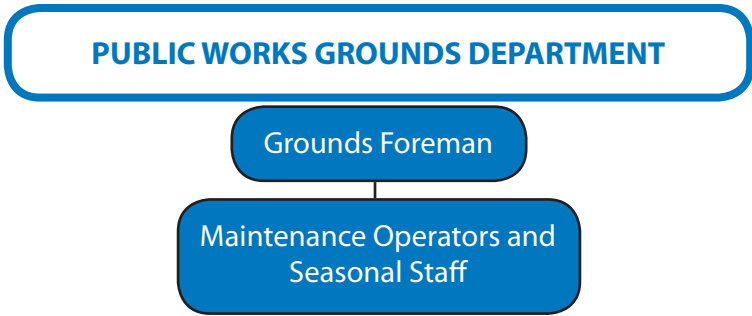 PUBLIC WORKS GROUNDS DEPARTMENT
Grounds Foreman
Maintenance Operators and
Seasonal Staff